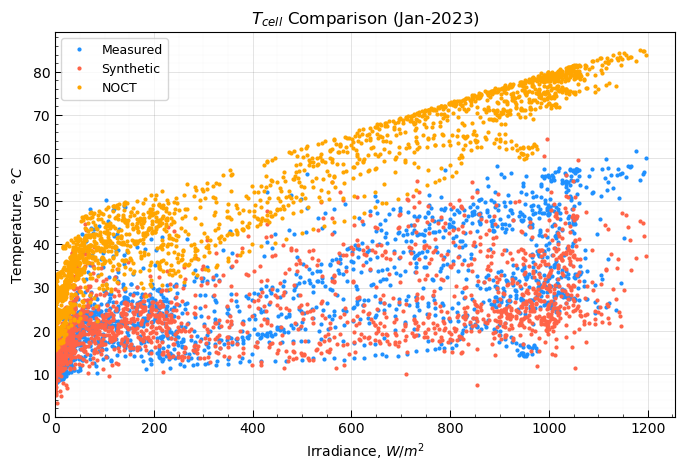 T_cell Comparison (Jan-2023)
Measured
Synthetic
NOCT
Temperature, °C
80
70
60
50
40
30
20
10
0
0 200 400 600 800 1000 1200
Irradiance, W/m²